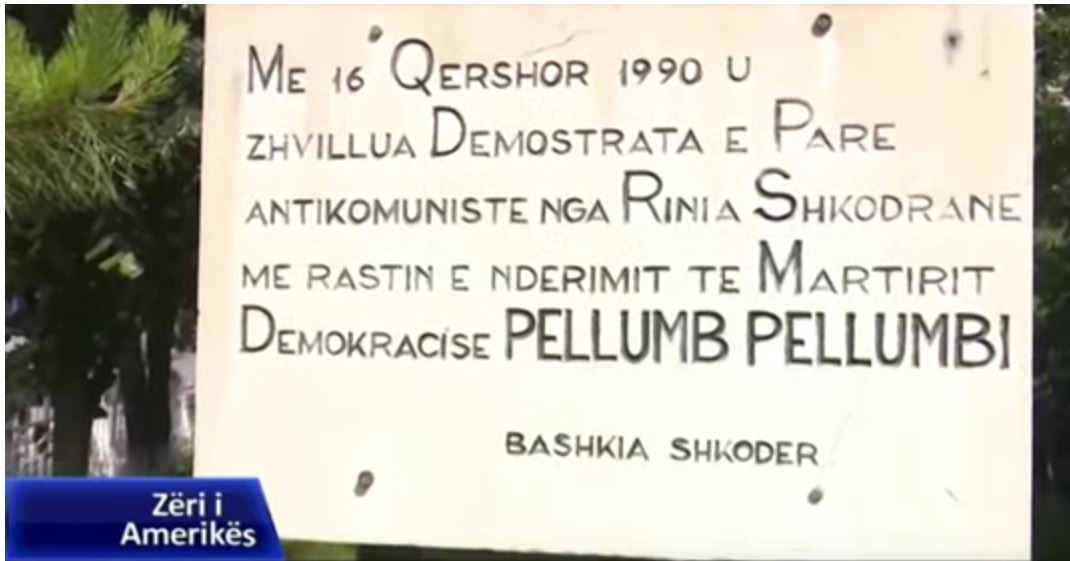 ME 16 QERSHOR 1990 U
ZHVILLUA DEMOSTRATA E PARE
ANTIKOMUNISTE NGA RINIA SHKODRANE
ME RASTIN E NDERIMIT TE MARTIRIT
DEMOKRACISE PELLUMB PELLUMBI
BASHKIA SHKODER
Zëri i
Amerikës